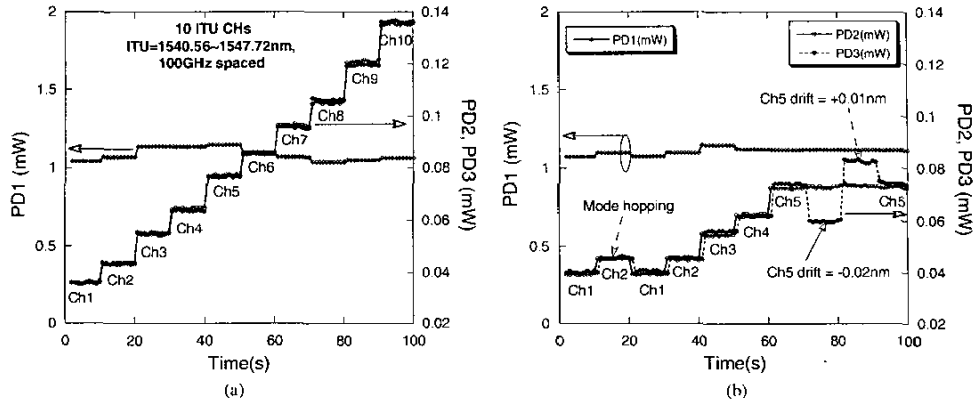 2
1.5
1
0.5
0
PD1 (mW)
10 ITU CHs
ITU=1540.56~1547.72nm,
100GHz spaced
Ch1
Ch2
Ch3
Ch4
Ch5
Ch6
Ch7
Ch8
Ch9
Ch10
0.14
0.12
0.1
0.08
0.06
0.04
0.02
PD2, PD3 (mW)
0 20 40 60 80 100
Time(s)
(a)
2
1.5
1
0.5
0
PD1 (mW)
PD1(mW)
PD2(mW)
PD3(mW)
Ch5 drift = +0.01nm
Mode hopping
Ch1
Ch2
Ch1
Ch2
Ch3
Ch4
Ch5
Ch5
Ch5 drift = -0.02nm
0.14
0.12
0.1
0.08
0.06
0.04
0.02
PD2, PD3 (mW)
0 20 40 60 80 100
Time(s)
(b)